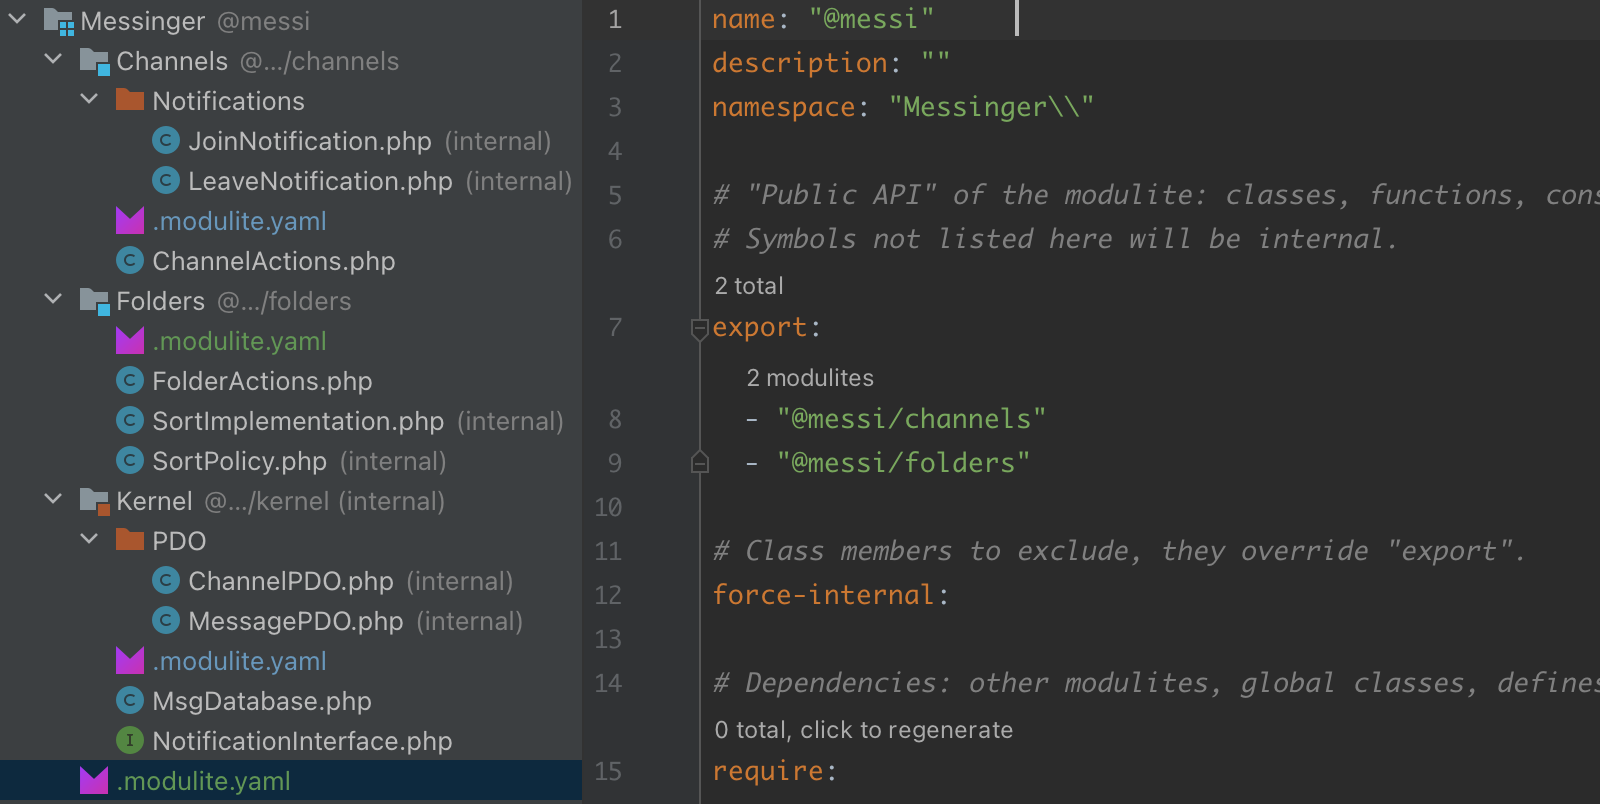 Messinger @messi
Channels @.../channels
Notifications
JoinNotification.php (internal)
LeaveNotification.php (internal)
.modulite.yaml
ChannelActions.php
Folders @.../folders
.modulite.yaml
FolderActions.php
SortImplementation.php (internal)
SortPolicy.php (internal)
Kernel @.../kernel (internal)
PDO
ChannelPDO.php (internal)
MessagePDO.php (internal)
.modulite.yaml
MsgDatabase.php
NotificationInterface.php
.modulite.yaml
1 name: "@messi"
2 description: ""
3 namespace: "Messinger\\"
4
5 # "Public API" of the modulite: classes, functions, cons
6 # Symbols not listed here will be internal.
2 total
7 export:
2 modulites
8 - "@messi/channels"
9 - "@messi/folders"
10
11 # Class members to exclude, they override "export".
12 force-internal:
13
14 # Dependencies: other modulites, global classes, defines
0 total, click to regenerate
15 require: